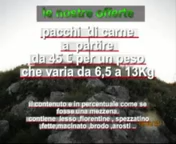 le nostre offerte
pacchi di carne
a partire
da 45 € per un peso
che varia da 6,5 a 13Kg
il contenuto e in percentuale come se
fosse una mezzena.
contiene lesso ,fiorentine , spezzatino
,fette,macinato ,brodo ,arosti ..